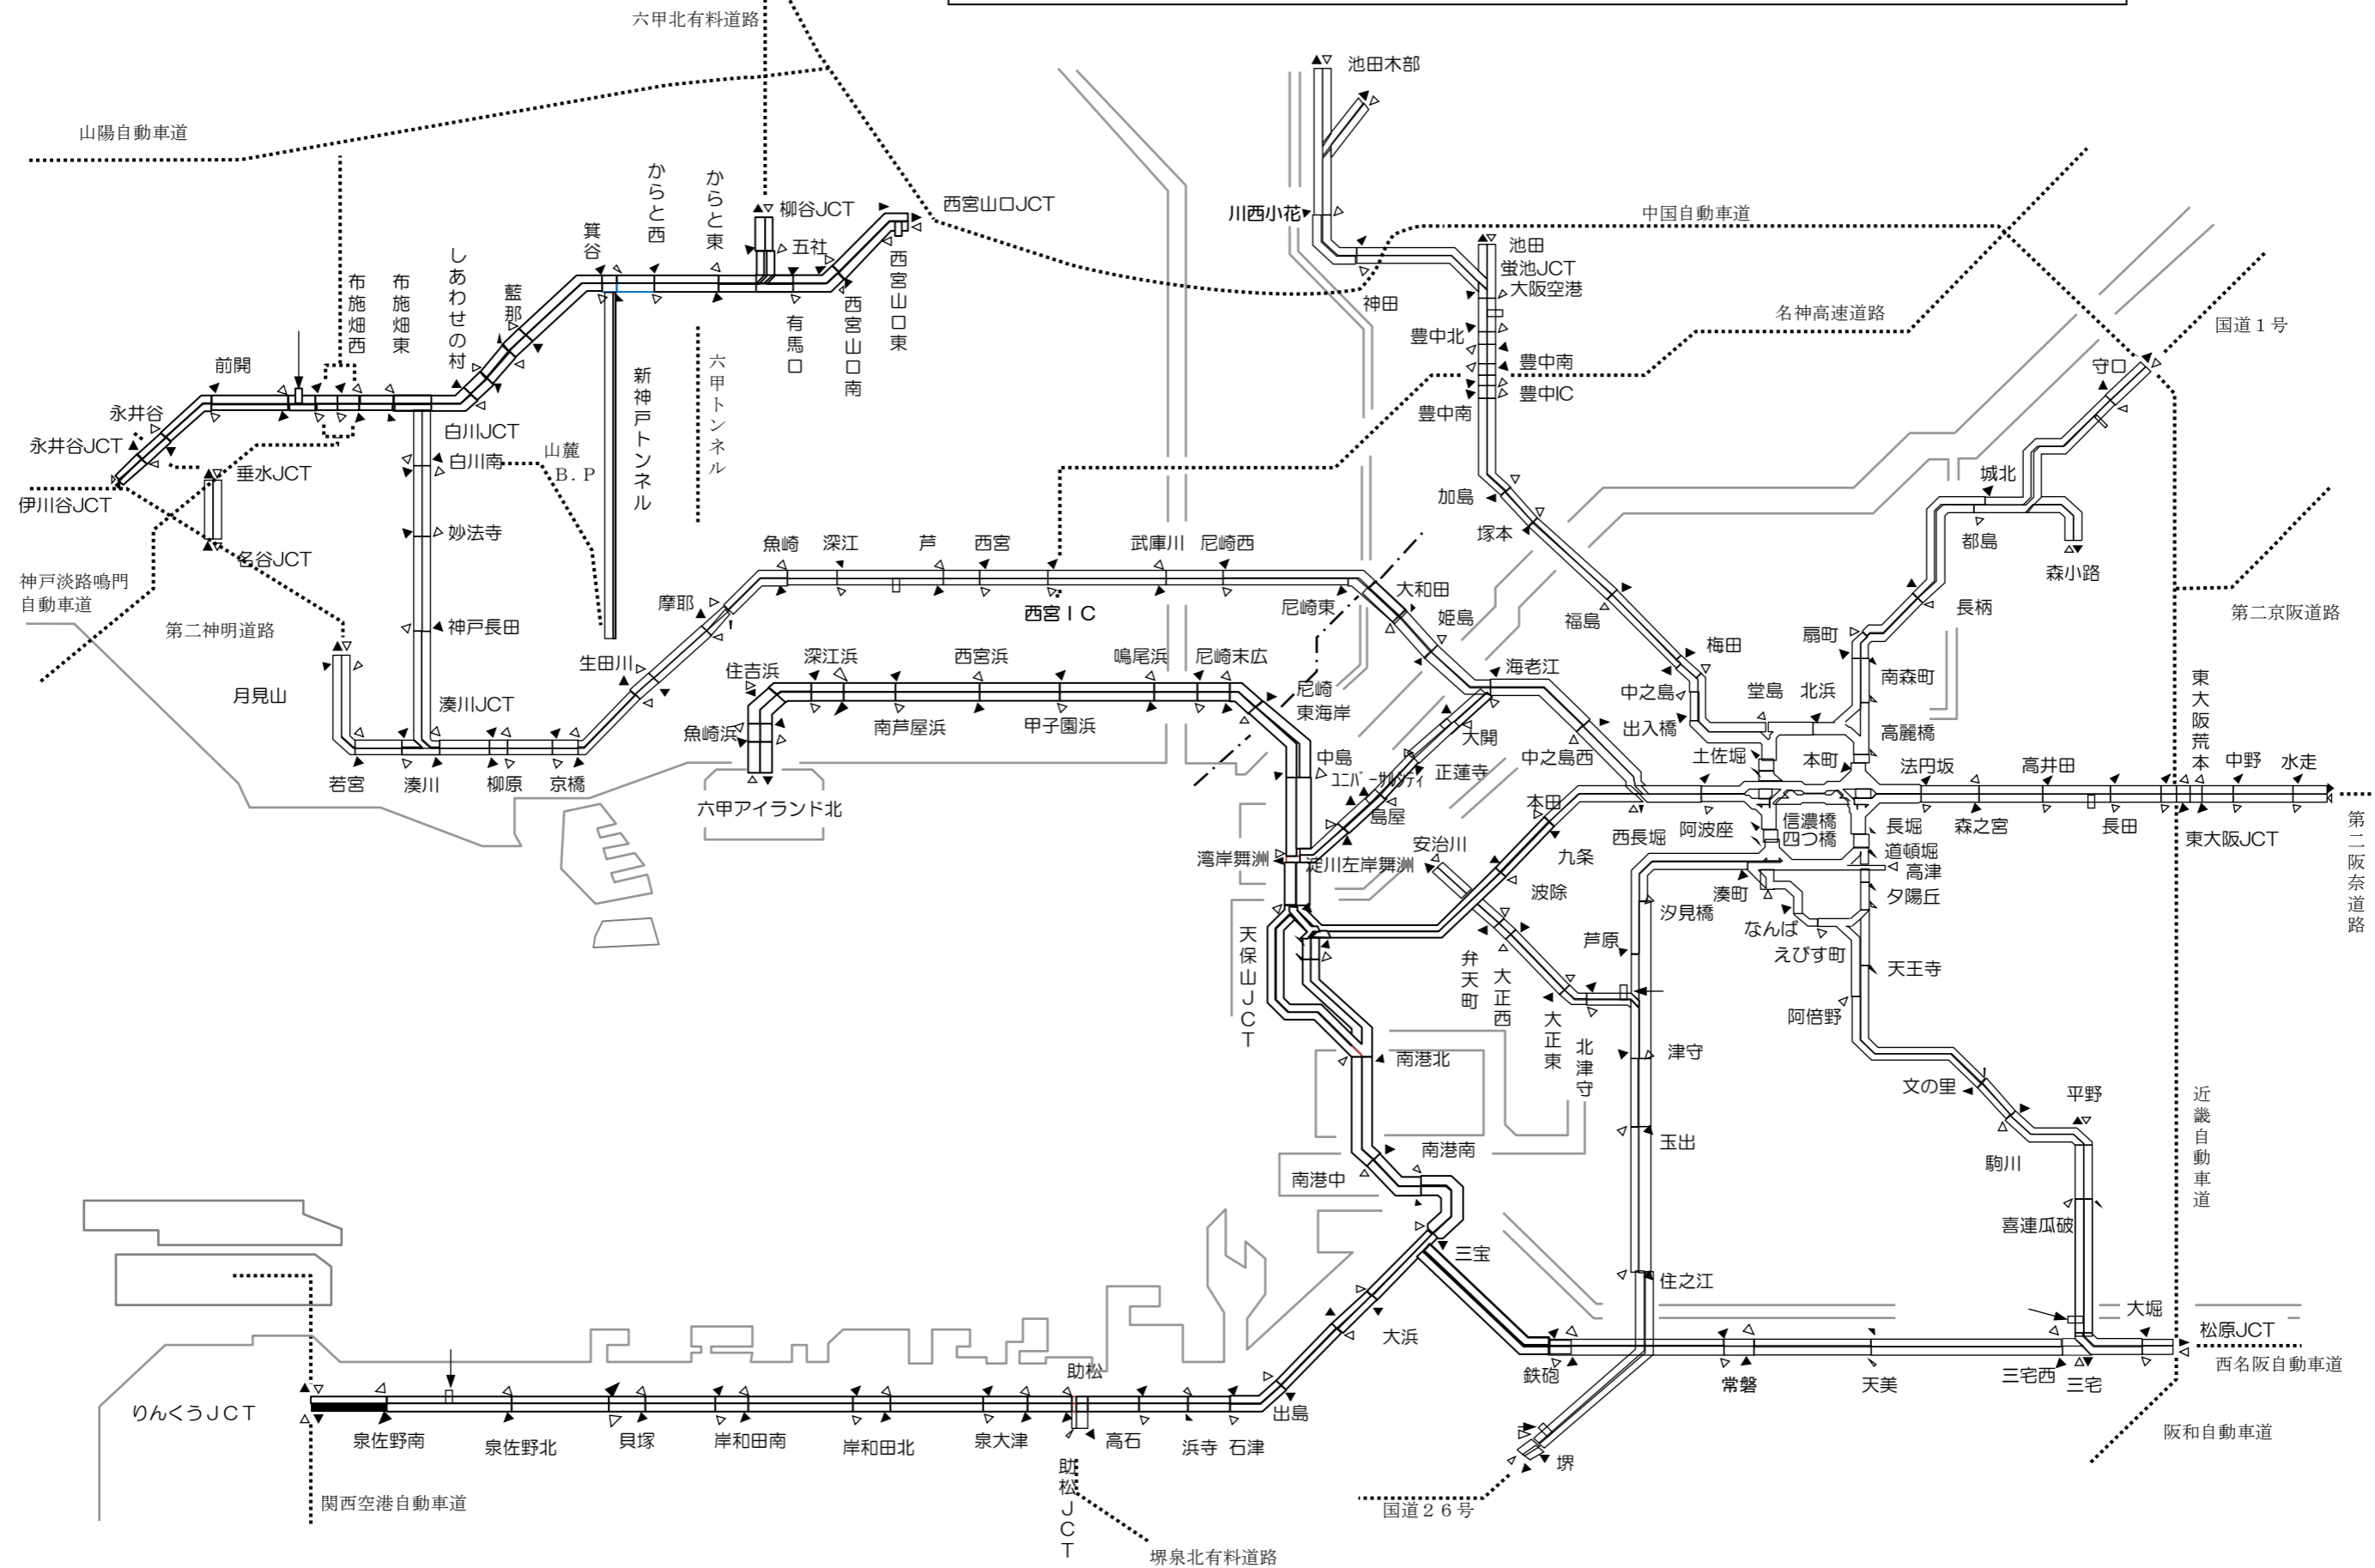 六甲北有料道路
池田木部
山陽自動車道
からと西
からと東
箕谷
柳谷JCT
五社
西宮山口JCT
川西小花
中国自動車道
池田
蛍池JCT
大阪空港
神田
西宮山口東
西宮山口南
有馬口
しあわせの村
藍那
布施畑西
布施畑東
名神高速道路
国道１号
豊中北
豊中南
豊中IC
豊中南
守口
前開
永井谷
永井谷JCT
伊川谷JCT
垂水JCT
名谷JCT
白川JCT
白川南
山麓
B．P
新神戸トンネル
六甲トンネル
妙法寺
加島
塚本
城北
都島
森小路
神戸淡路鳴門
自動車道
第二神明道路
魚崎
深江
芦
西宮
武庫川
尼崎西
西宮ＩＣ
尼崎東
大和田
姫島
福島
長柄
第二京阪道路
摩耶
神戸長田
生田川
住吉浜
深江浜
西宮浜
鳴尾浜
尼崎末広
海老江
梅田
扇町
南森町
月見山
湊川JCT
魚崎浜
南芦屋浜
甲子園浜
尼崎
東海岸
大開
中之島西
中之島
出入橋
堂島
北浜
高麗橋
東大阪荒本
若宮
湊川
柳原
京橋
六甲アイランド北
中島
ﾕﾆﾊﾞｰｻﾙｼﾃｨ
正蓮寺
島屋
土佐堀
本町
法円坂
高井田
中野
水走
本田
西長堀
阿波座
信濃橋
四つ橋
長堀
森之宮
長田
東大阪JCT
第二阪奈道路
湾岸舞洲
淀川左岸舞洲
安治川
九条
波除
道頓堀
高津
湊町
夕陽丘
汐見橋
なんば
えびす町
天王寺
芦原
天保山ＪＣＴ
弁天町
大正西
大正東
北津守
阿倍野
南港北
津守
文の里
平野
近畿自動車道
玉出
南港南
南港中
駒川
喜連瓜破
三宝
住之江
大浜
大堀
松原JCT
西名阪自動車道
鉄砲
常磐
天美
三宅西
三宅
助松
りんくうＪＣＴ
泉佐野南
泉佐野北
貝塚
岸和田南
岸和田北
泉大津
高石
浜寺
石津
出島
阪和自動車道
堺
助松ＪＣＴ
関西空港自動車道
国道２６号
堺泉北有料道路